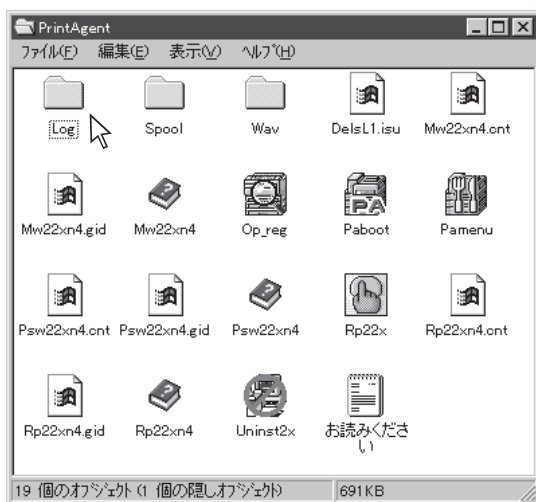 PrintAgent
ファイル(F) 編集(E) 表示(V) ヘルプ(H)
Log Spool Wav DelsL1.isu Mw22xn4.cnt
Mw22xn4.gid Mw22xn4 Op_reg Paboot Pamenu
Psw22xn4.cnt Psw22xn4.gid Psw22xn4 Rp22x Rp22xn4.cnt
Rp22xn4.gid Rp22xn4 Uninst2x お読みくださ
い
19 個のオブジェクト (1 個の隠しオブジェクト) 691KB